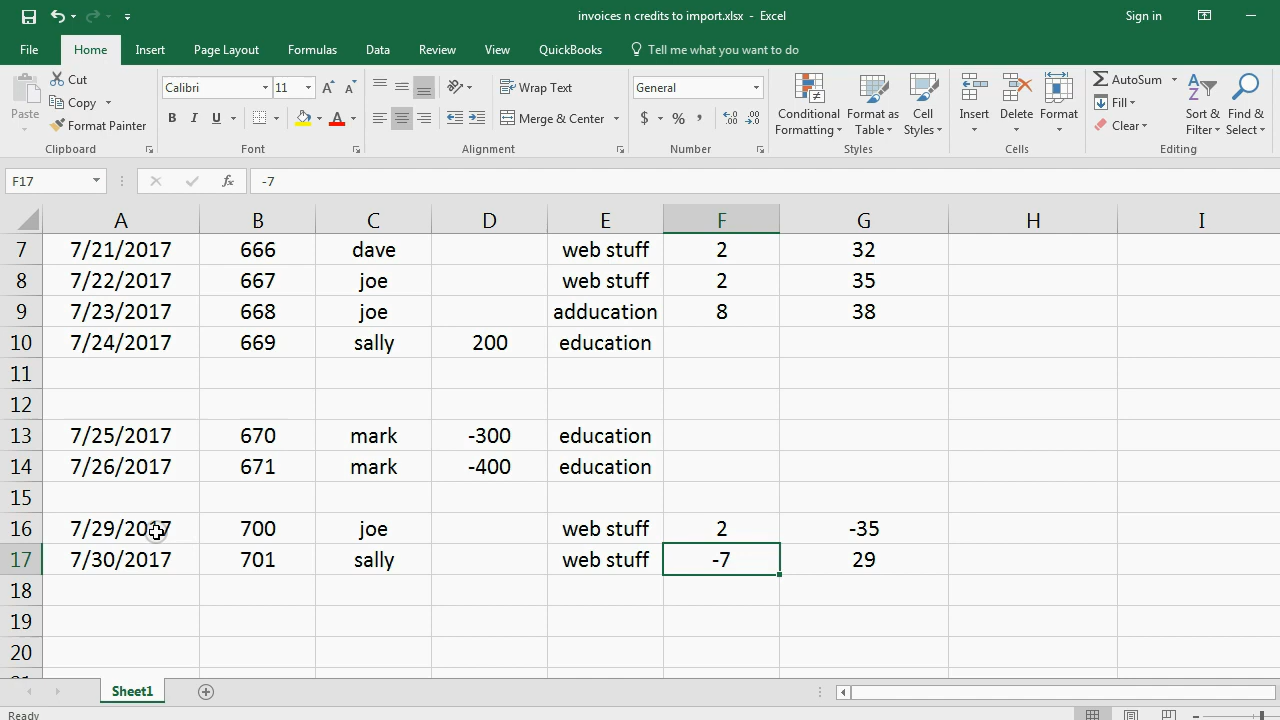 invoices n credits to import.xlsx - Excel
Sign in
File Home Insert Page Layout Formulas Data Review View QuickBooks Tell me what you want to do
Paste
Cut
Copy
Format Painter
Clipboard
Calibri 11
B I U
Font
Wrap Text
Merge & Center
Alignment
General
$ % ,
Number
Conditional Formatting
Format as Table
Cell Styles
Styles
Insert Delete Format
Cells
AutoSum
Fill
Clear
Sort & Filter
Find & Select
Editing
F17 fx -7
A B C D E F G H I
7 7/21/2017 666 dave web stuff 2 32
8 7/22/2017 667 joe web stuff 2 35
9 7/23/2017 668 joe adducation 8 38
10 7/24/2017 669 sally 200 education
11
12
13 7/25/2017 670 mark -300 education
14 7/26/2017 671 mark -400 education
15
16 7/29/2017 700 joe web stuff 2 -35
17 7/30/2017 701 sally web stuff -7 29
18
19
20
Sheet1
Ready